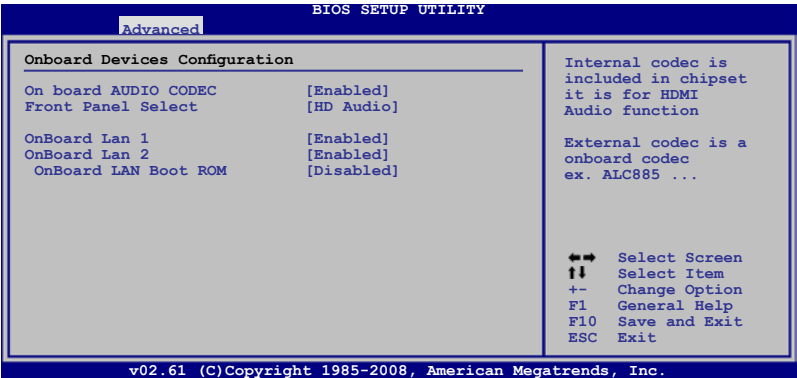 BIOS SETUP UTILITY
Advanced
Onboard Devices Configuration
On board AUDIO CODEC [Enabled]
Front Panel Select [HD Audio]
OnBoard Lan 1 [Enabled]
OnBoard Lan 2 [Enabled]
OnBoard LAN Boot ROM [Disabled]
Internal codec is
included in chipset
it is for HDMI
Audio function
External codec is a
onboard codec
ex. ALC885 ...
←→ Select Screen
↑↓ Select Item
+- Change Option
F1 General Help
F10 Save and Exit
ESC Exit
v02.61 (C)Copyright 1985-2008, American Megatrends, Inc.